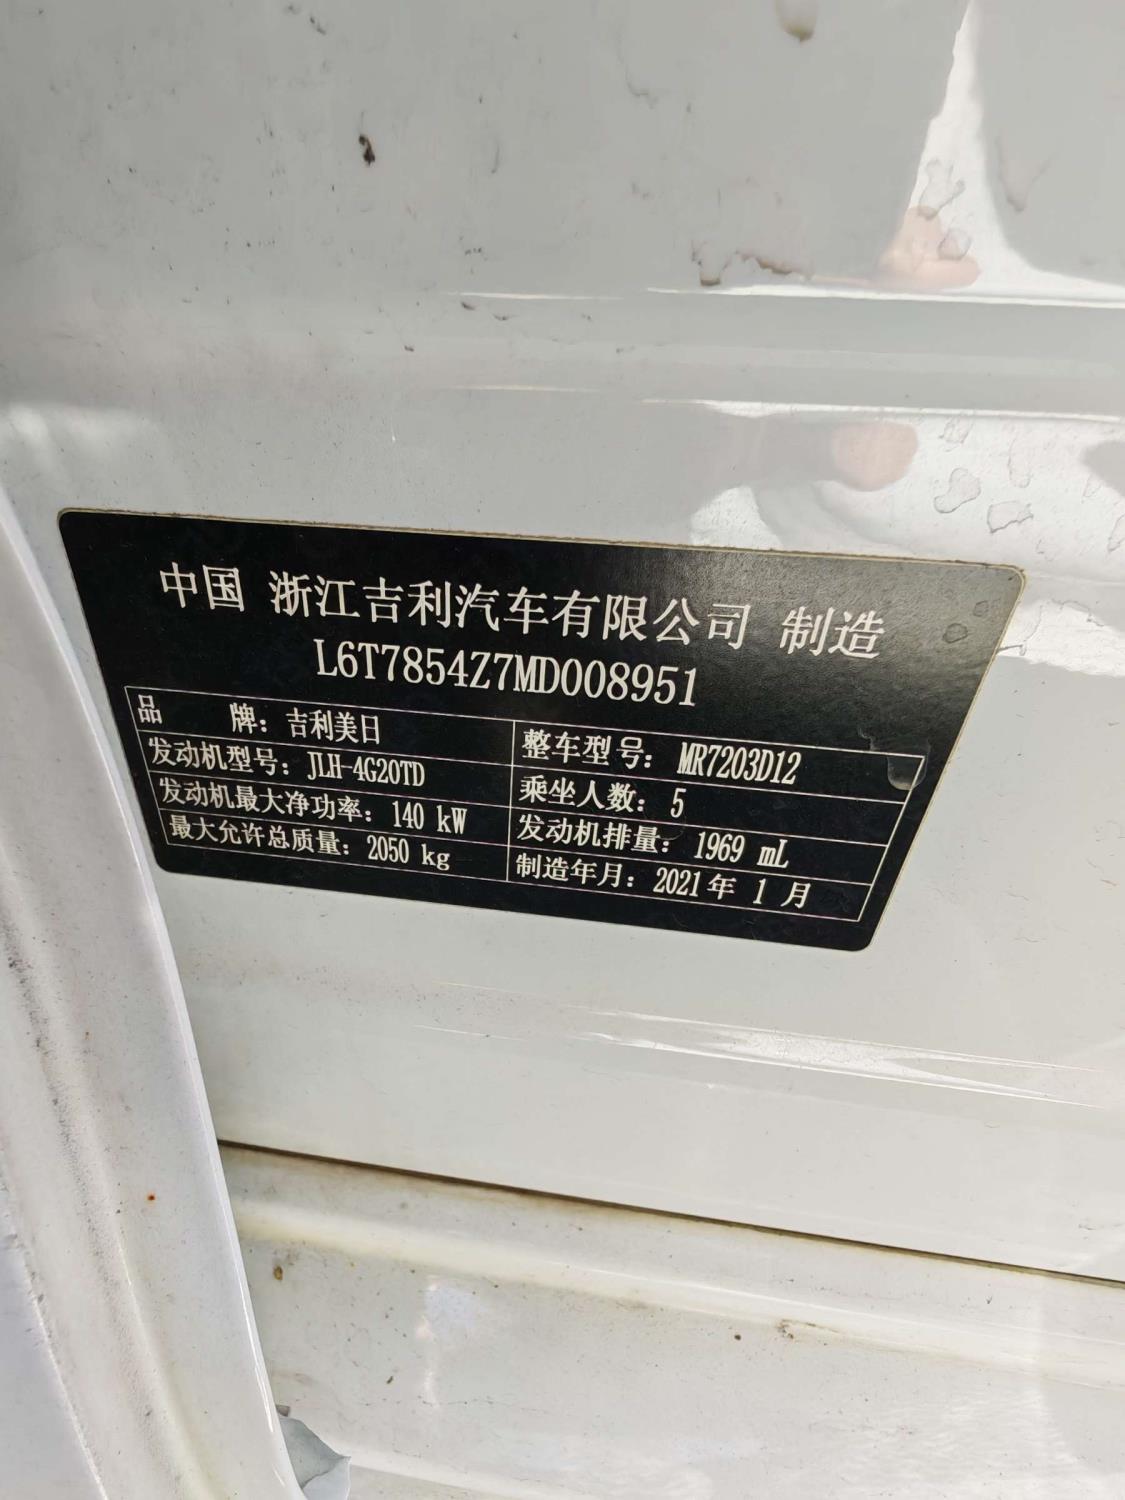 中国 浙江吉利汽车有限公司 制造
L6T7854Z7MD008951
品 牌：吉利美日 整车型号：MR7203D12
发动机型号：JLH-4G20TD 乘坐人数：5
发动机最大净功率：140 kW 发动机排量：1969 mL
最大允许总质量：2050 kg 制造年月：2021年 1 月